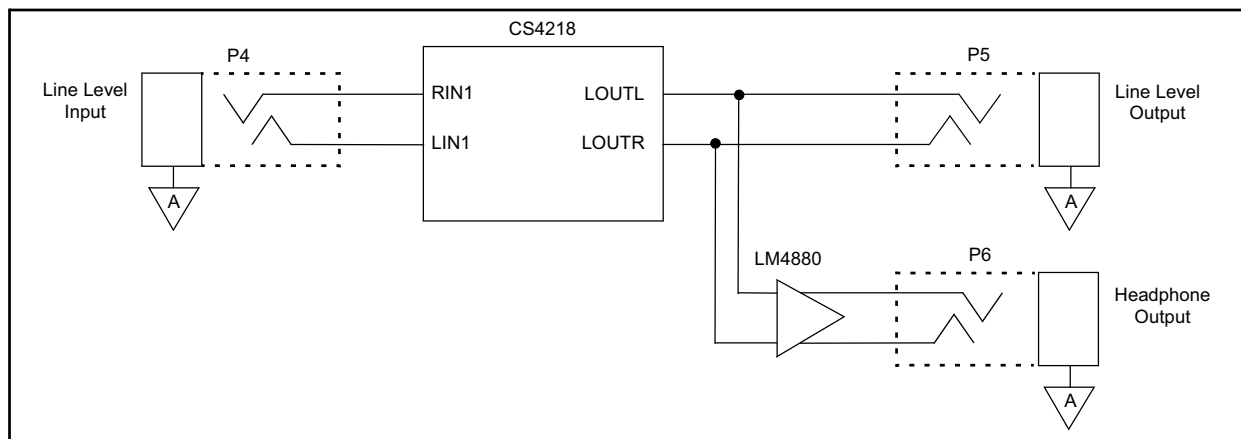 CS4218
P4
P5
Line Level
Input
RIN1
LOUTL
Line Level
Output
LIN1
LOUTR
A
A
LM4880
P6
Headphone
Output
A